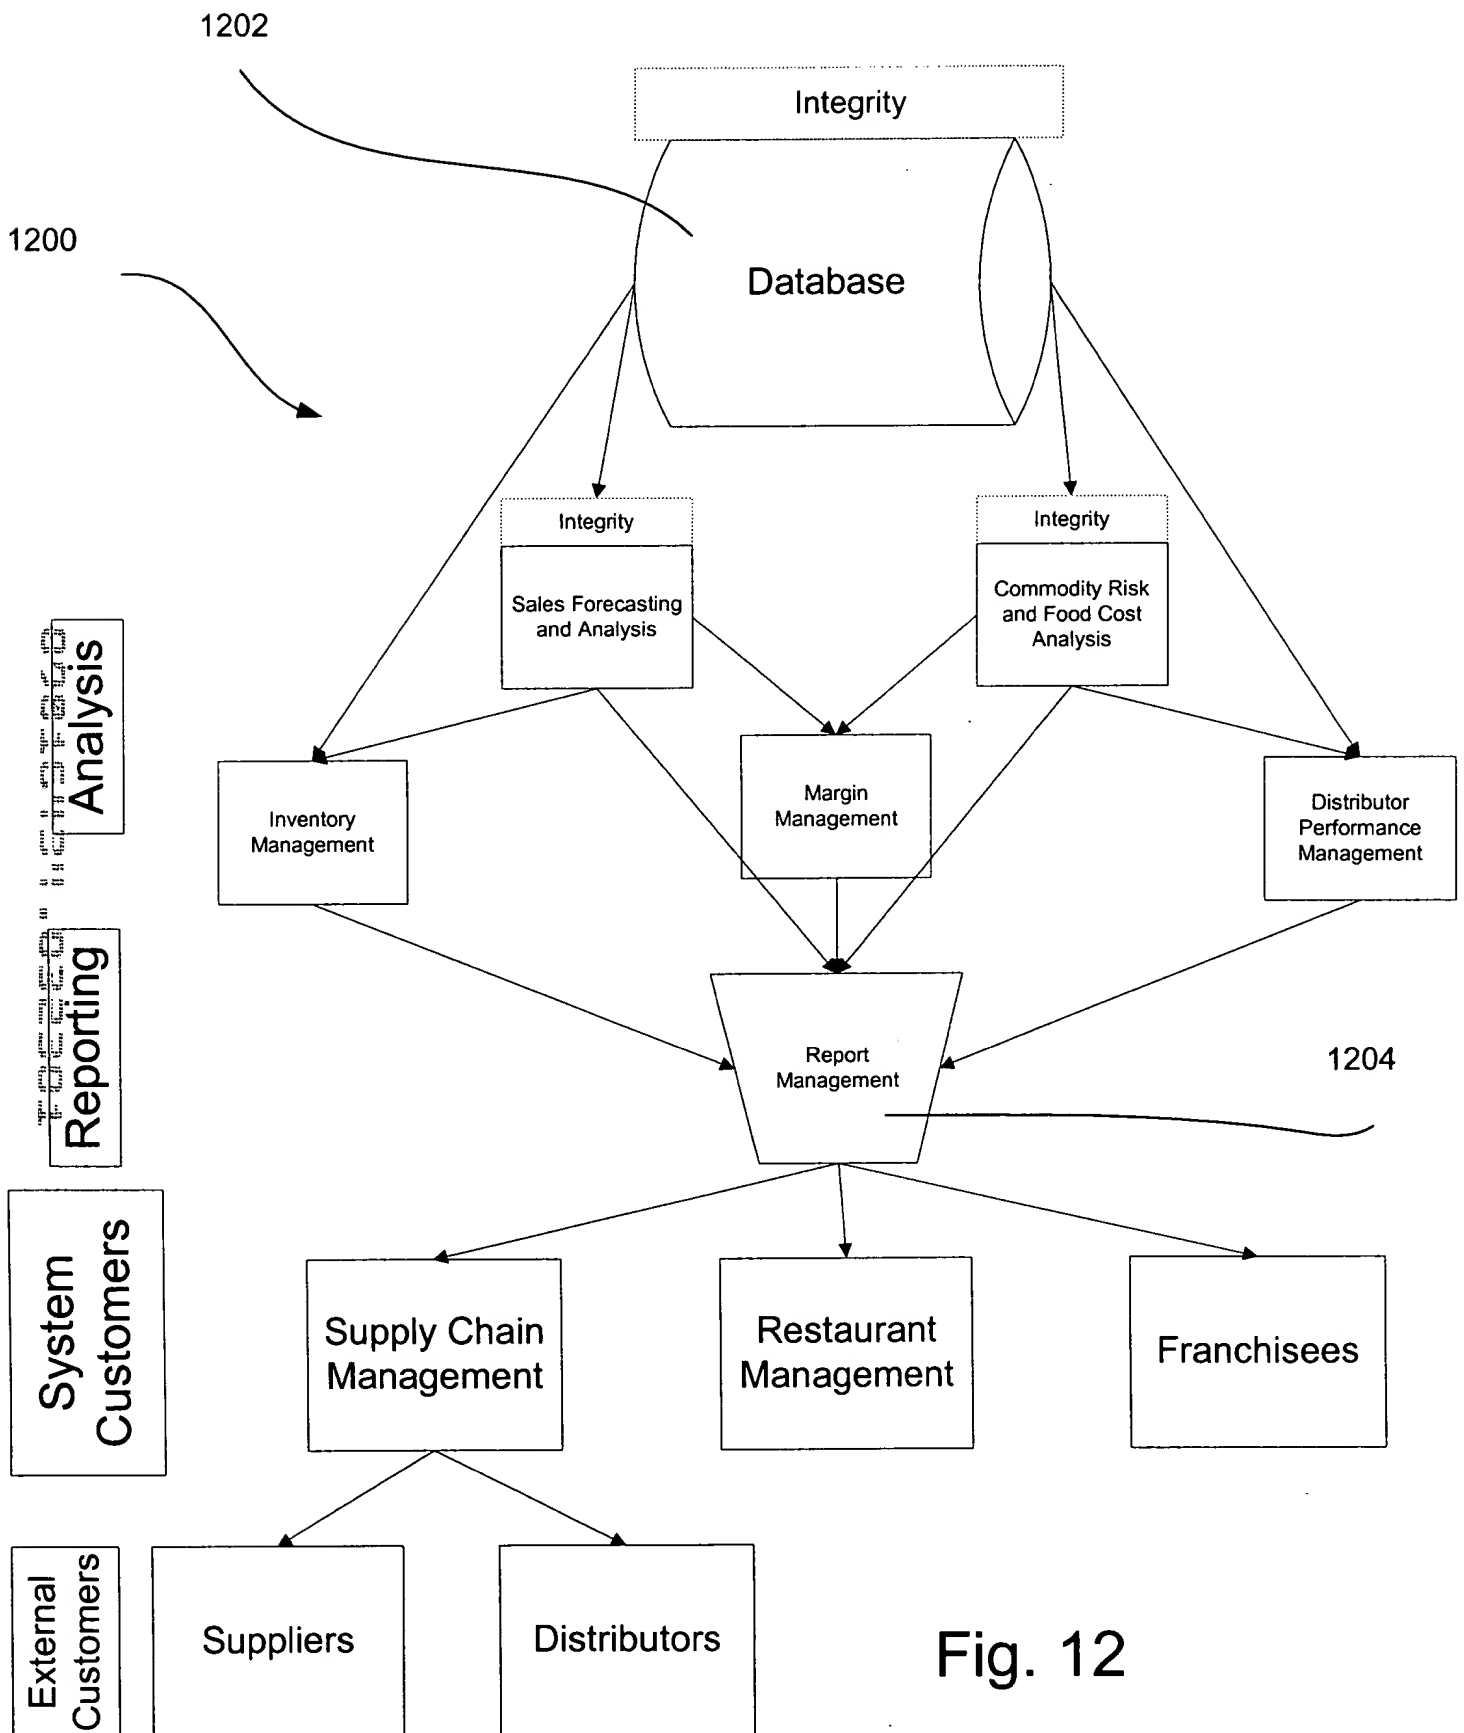 1202
Integrity
1200
Database
Integrity
Integrity
Sales Forecasting
and Analysis
Commodity Risk
and Food Cost
Analysis
Analysis
Inventory
Management
Margin
Management
Distributor
Performance
Management
Reporting
Report
Management
1204
System
Customers
Supply Chain
Management
Restaurant
Management
Franchisees
External
Customers
Suppliers
Distributors
Fig. 12